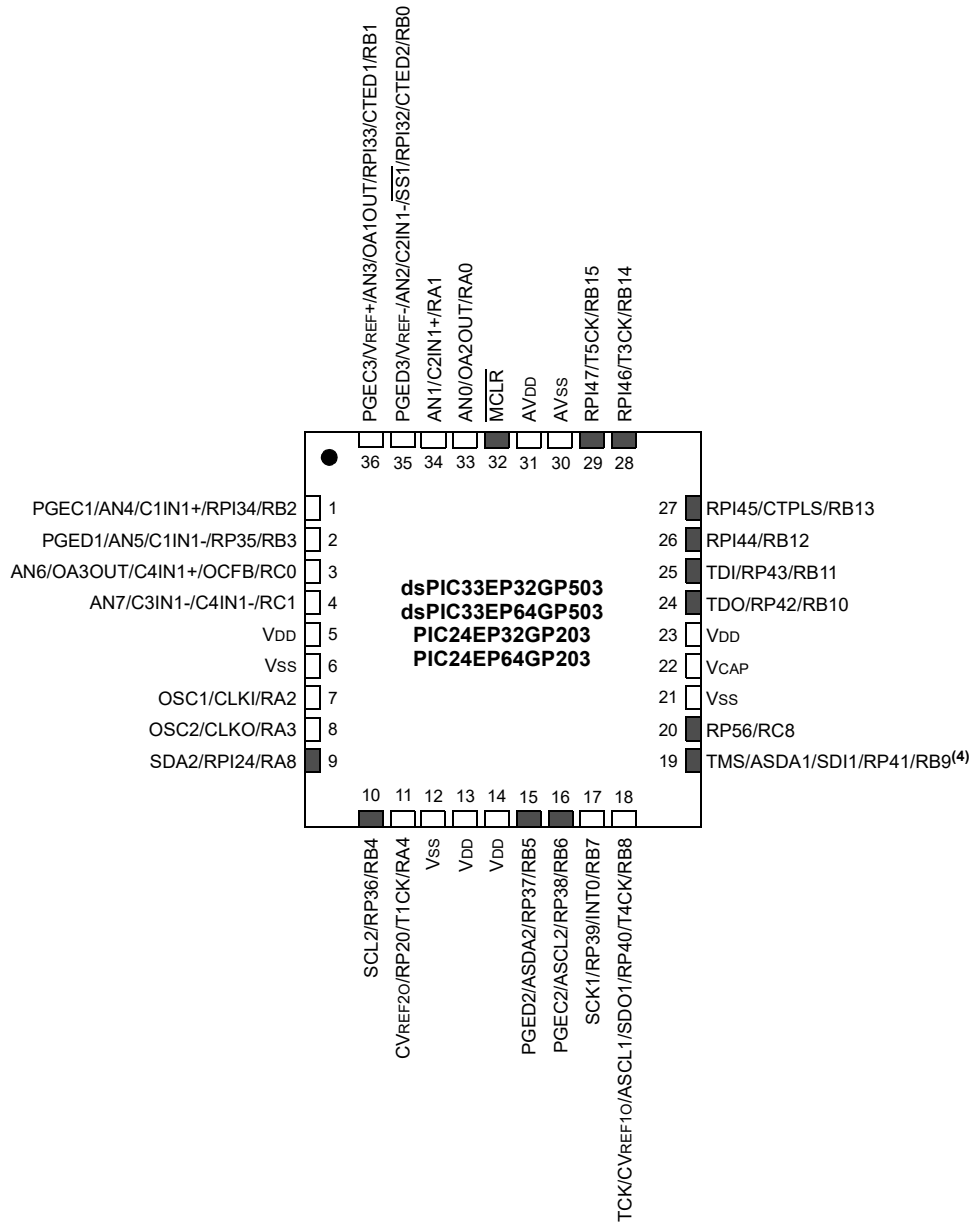 PGEC3/VREF+/AN3/OA1OUT/RPI33/CTED1/RB1
PGED3/VREF-/AN2/C2IN1-/SS1/RPI32/CTED2/RB0
AN1/C2IN1+/RA1
AN0/OA2OUT/RA0
MCLR
AVDD
AVSS
RPI47/T5CK/RB15
RPI46/T3CK/RB14
36 35 34 33 32 31 30 29 28
PGEC1/AN4/C1IN1+/RPI34/RB2 1
PGED1/AN5/C1IN1-/RP35/RB3 2
AN6/OA3OUT/C4IN1+/OCFB/RC0 3
AN7/C3IN1-/C4IN1-/RC1 4
VDD 5
VSS 6
OSC1/CLKI/RA2 7
OSC2/CLKO/RA3 8
SDA2/RPI24/RA8 9
dsPIC33EP32GP503
dsPIC33EP64GP503
PIC24EP32GP203
PIC24EP64GP203
27 RPI45/CTPLS/RB13
26 RPI44/RB12
25 TDI/RP43/RB11
24 TDO/RP42/RB10
23 VDD
22 VCAP
21 VSS
20 RP56/RC8
19 TMS/ASDA1/SDI1/RP41/RB9(4)
10 11 12 13 14 15 16 17 18
SCL2/RP36/RB4
CVREF2O/RP20/T1CK/RA4
VSS
VDD
VDD
PGED2/ASDA2/RP37/RB5
PGEC2/ASCL2/RP38/RB6
SCK1/RP39/INT0/RB7
TCK/CVREF1O/ASCL1/SDO1/RP40/T4CK/RB8